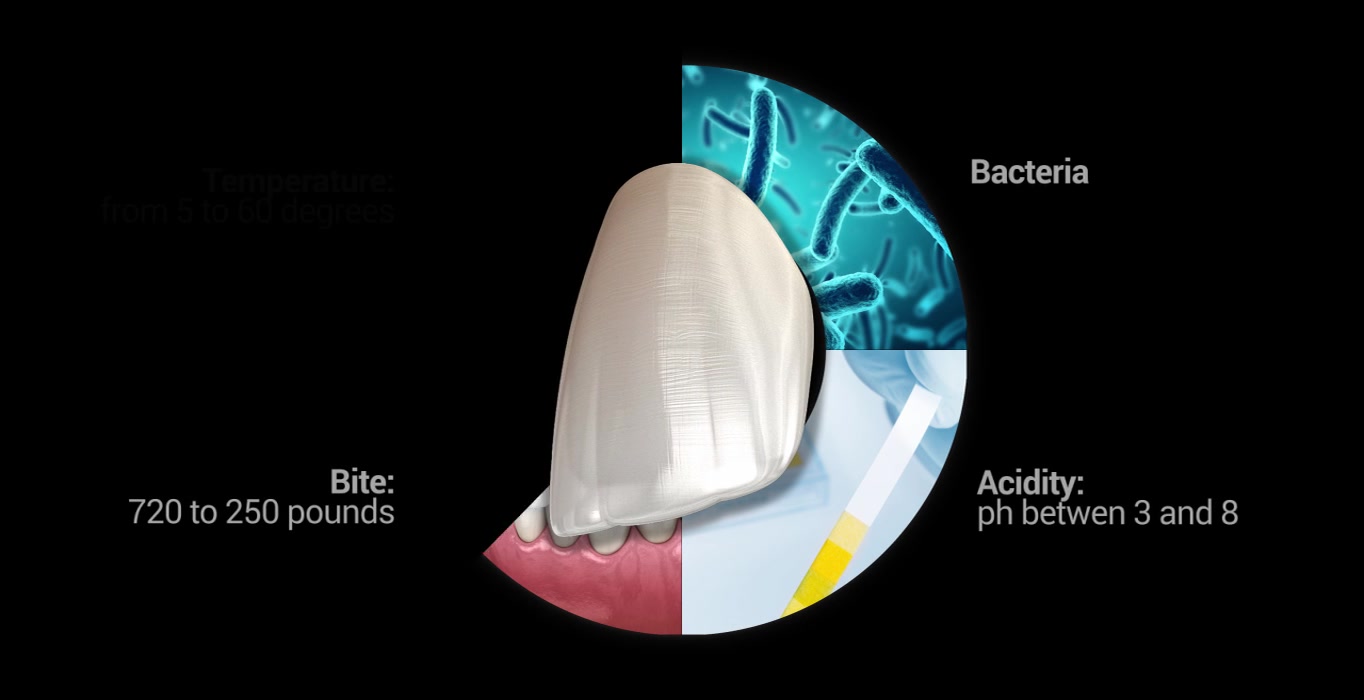 Temperature:
from 5 to 60 degrees
Bacteria
Bite:
720 to 250 pounds
Acidity:
ph betwen 3 and 8